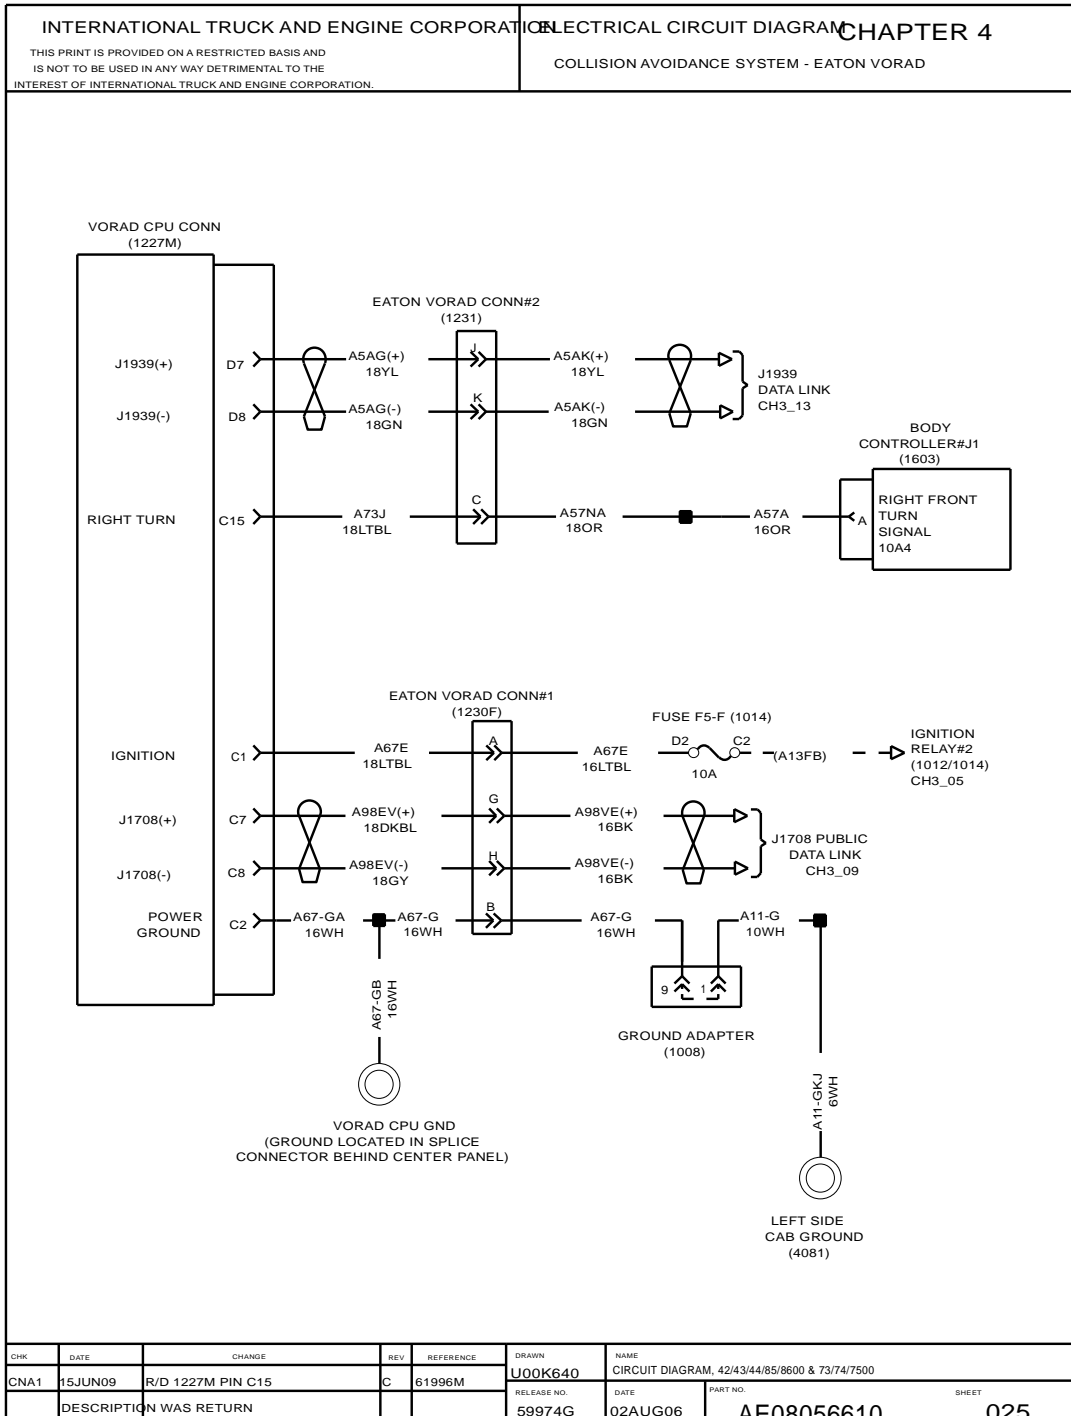 INTERNATIONAL TRUCK AND ENGINE CORPORATION
THIS PRINT IS PROVIDED ON A RESTRICTED BASIS AND
IS NOT TO BE USED IN ANY WAY DETRIMENTAL TO THE
INTEREST OF INTERNATIONAL TRUCK AND ENGINE CORPORATION.
ELECTRICAL CIRCUIT DIAGRAM
CHAPTER 4
COLLISION AVOIDANCE SYSTEM - EATON VORAD
VORAD CPU CONN
(1227M)
EATON VORAD CONN#2
(1231)
J1939(+)
D7
A5AG(+)
18YL
J
A5AK(+)
18YL
J1939(-)
D8
A5AG(-)
18GN
K
A5AK(-)
18GN
J1939
DATA LINK
CH3_13
BODY
CONTROLLER#J1
(1603)
RIGHT TURN
C15
A73J
18LTBL
C
A57NA
18OR
A57A
16OR
A
RIGHT FRONT
TURN
SIGNAL
10A4
EATON VORAD CONN#1
(1230F)
FUSE F5-F (1014)
IGNITION
C1
A67E
18LTBL
A
A67E
16LTBL
D2
C2
10A
(A13FB)
IGNITION
RELAY#2
(1012/1014)
CH3_05
J1708(+)
C7
A98EV(+)
18DKBL
G
A98VE(+)
16BK
J1708(-)
C8
A98EV(-)
18GY
H
A98VE(-)
16BK
J1708 PUBLIC
DATA LINK
CH3_09
POWER
GROUND
C2
A67-GA
16WH
A67-G
16WH
B
A67-G
16WH
A11-G
10WH
9
1
GROUND ADAPTER
(1008)
A67-GB
16WH
VORAD CPU GND
(GROUND LOCATED IN SPLICE
CONNECTOR BEHIND CENTER PANEL)
A11-GKJ
6WH
LEFT SIDE
CAB GROUND
(4081)
CHK
DATE
CHANGE
REV
REFERENCE
DRAWN
NAME
CNA1
15JUN09
R/D 1227M PIN C15
C
61996M
U00K640
CIRCUIT DIAGRAM, 42/43/44/85/8600 & 73/74/7500
DESCRIPTION WAS RETURN
RELEASE NO.
DATE
PART NO.
SHEET
59974G
02AUG06
AE08056610
025